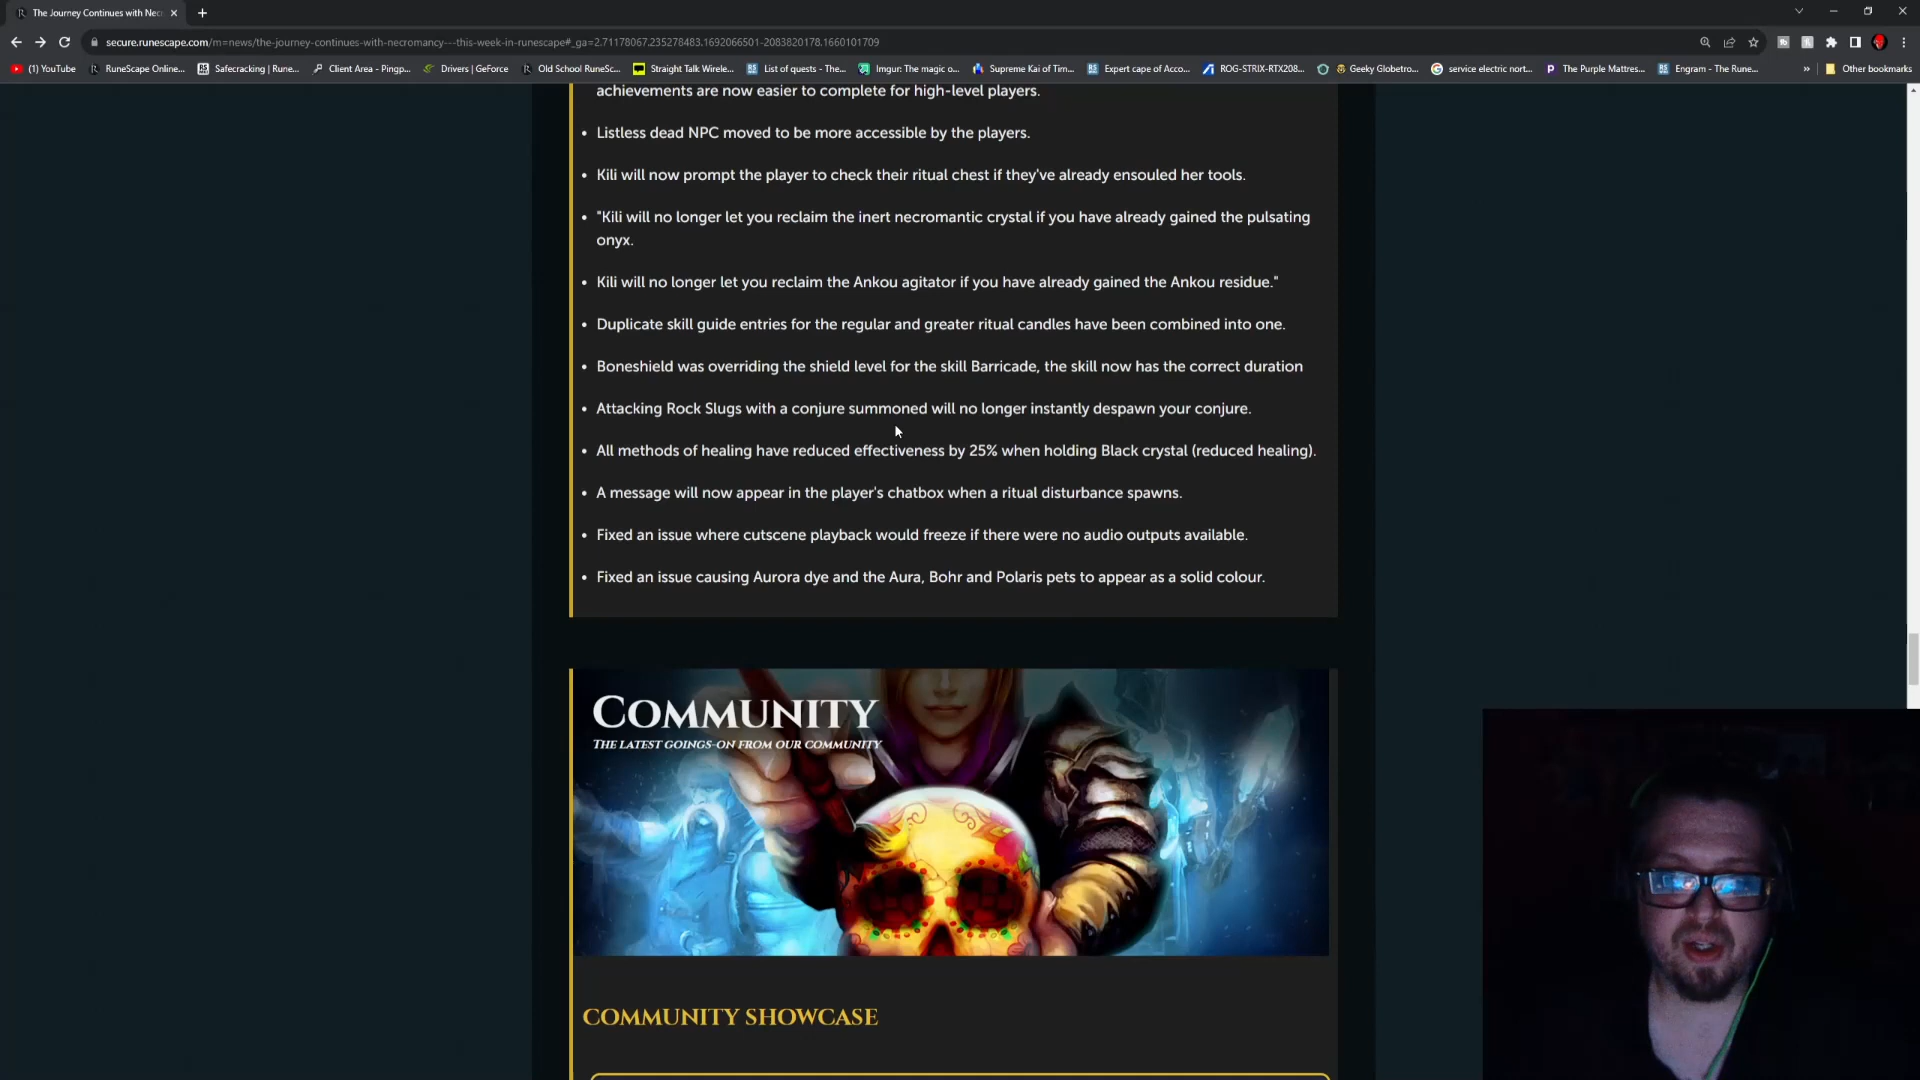 The Journey Continues with Nec
secure.runescape.com/m=news/the-journey-continues-with-necromancy---this-week-in-runescape#_ga=2.71178067.235278483.1692066501-2083820178.1660101709
(1) YouTube
RuneScape Online...
Safecracking | Rune...
Client Area - Pingp...
Drivers | GeForce
Old School RuneSc...
Straight Talk Wirele...
List of quests - The...
Imgur: The magic o...
Supreme Kai of Tim...
Expert cape of Acco...
ROG-STRIX-RTX208...
Geeky Globetro...
service electric nort...
The Purple Mattres...
Engram - The Rune...
»
Other bookmarks
achievements are now easier to complete for high-level players.
• Listless dead NPC moved to be more accessible by the players.
• Kili will now prompt the player to check their ritual chest if they've already ensouled her tools.
• "Kili will no longer let you reclaim the inert necromantic crystal if you have already gained the pulsating
onyx.
• Kili will no longer let you reclaim the Ankou agitator if you have already gained the Ankou residue."
• Duplicate skill guide entries for the regular and greater ritual candles have been combined into one.
• Boneshield was overriding the shield level for the skill Barricade, the skill now has the correct duration
• Attacking Rock Slugs with a conjure summoned will no longer instantly despawn your conjure.
• All methods of healing have reduced effectiveness by 25% when holding Black crystal (reduced healing).
• A message will now appear in the player's chatbox when a ritual disturbance spawns.
• Fixed an issue where cutscene playback would freeze if there were no audio outputs available.
• Fixed an issue causing Aurora dye and the Aura, Bohr and Polaris pets to appear as a solid colour.
COMMUNITY
THE LATEST GOINGS-ON FROM OUR COMMUNITY
COMMUNITY SHOWCASE